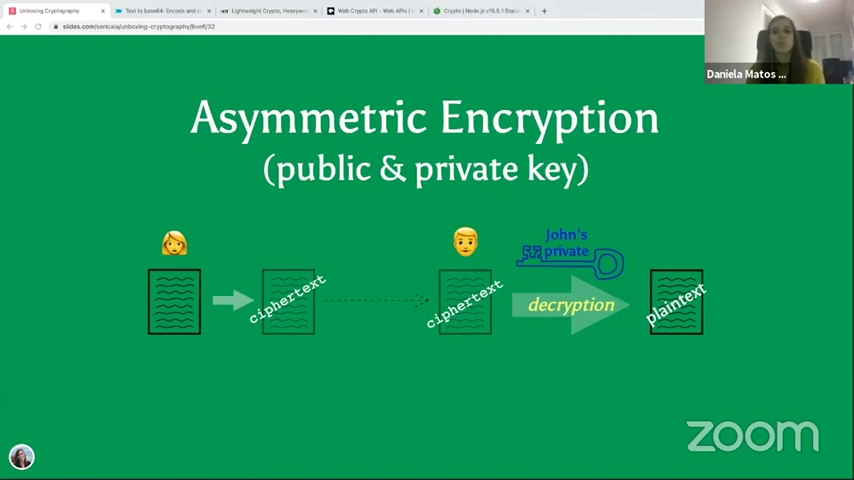 Unboxing Cryptography
Text to base64: Encode and
Lightweight Crypto, Heavyweig
Web Crypto API - Web APIs |
Crypto | Node.js v15.5.1 Docum
slides.com/sericaia/unboxing-cryptography/live#/32
Daniela Matos ...
Asymmetric Encryption
(public & private key)
John's
private
ciphertext
ciphertext
decryption
plaintext
zoom